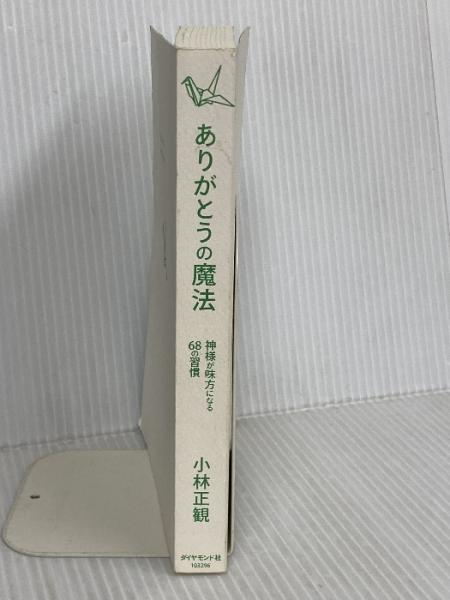 ありがとうの魔法
神様が味方になる
68の習慣
小林正観
ダイヤモンド社
103296